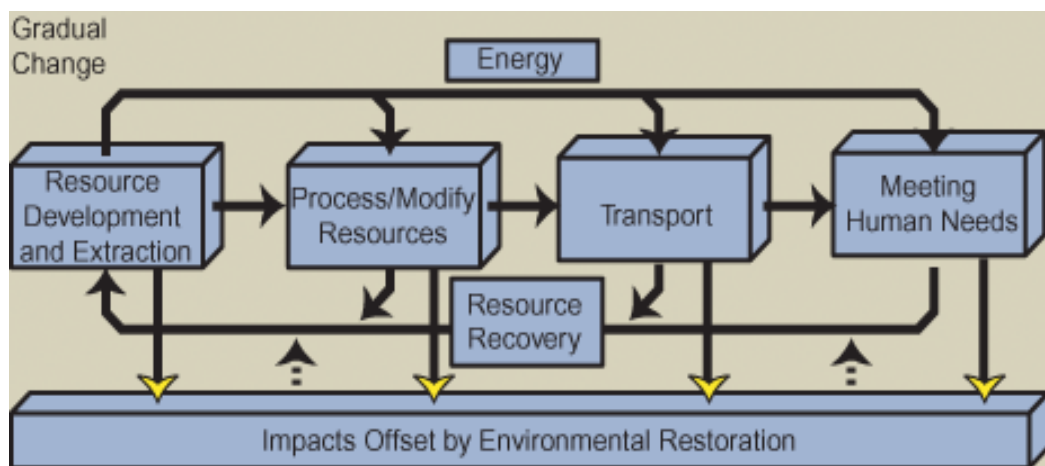 Gradual
Change
Energy
Resource
Development
and Extraction
Process/Modify
Resources
Transport
Meeting
Human Needs
Resource
Recovery
Impacts Offset by Environmental Restoration